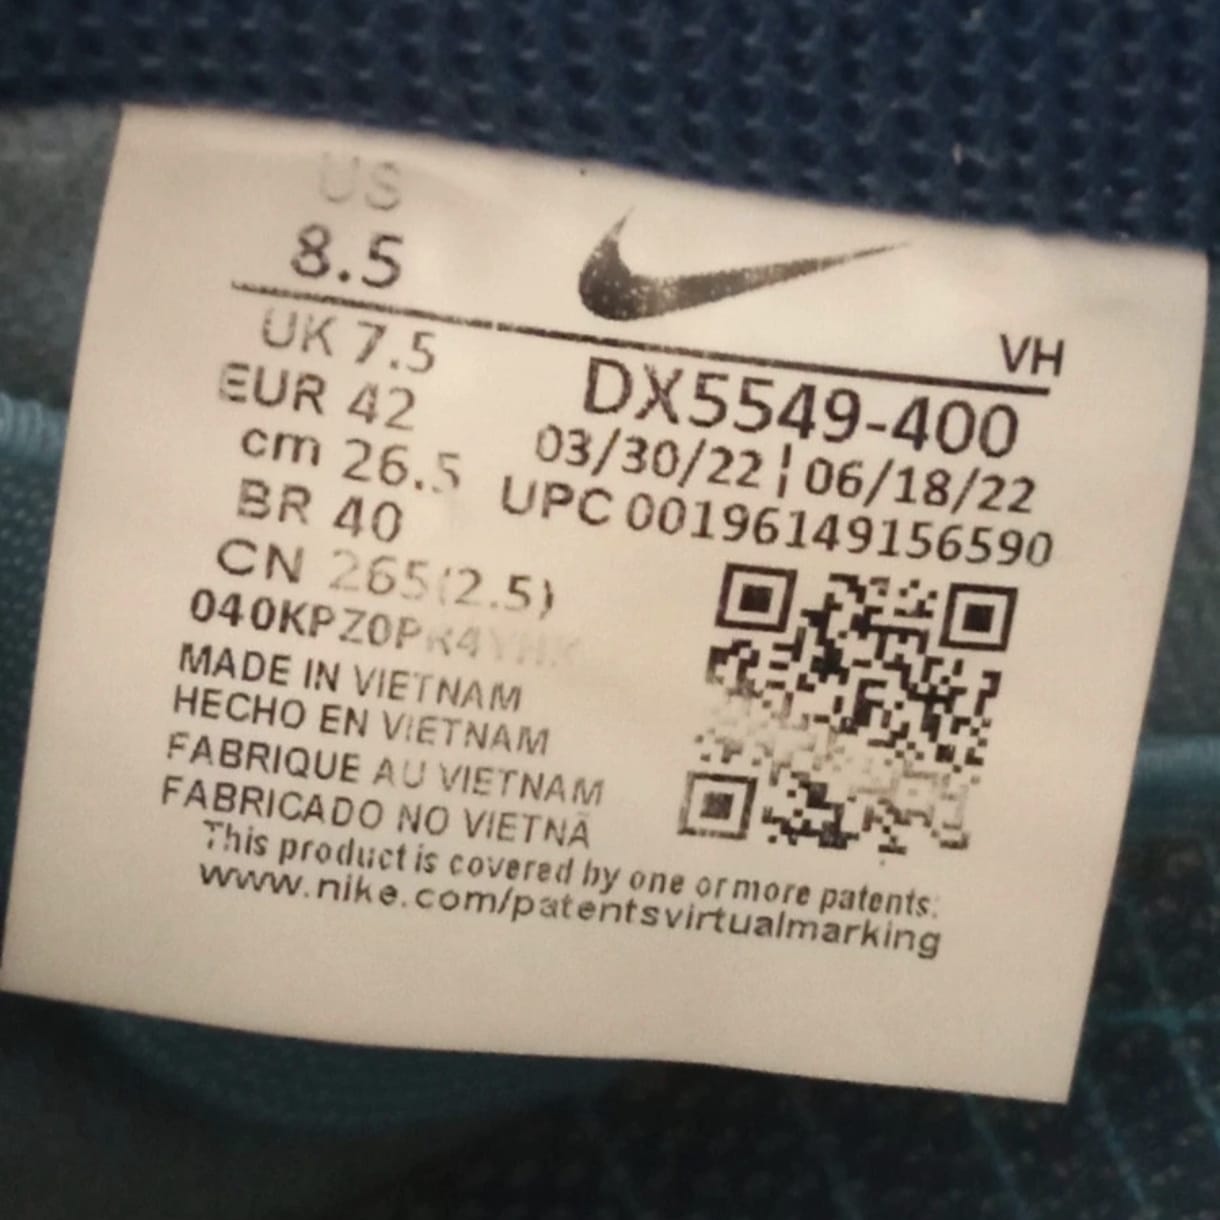 US
8.5
VH
UK 7.5
EUR 42
cm 26.5
BR 40
CN 265(2.5)
DX5549-400
03/30/22 ¦ 06/18/22
UPC 00196149156590
MADE IN VIETNAM
HECHO EN VIETNAM
FABRIQUE AU VIETNAM
FABRICADO NO VIETNÃ
This product is covered by one or more patents:
www.nike.com/patentsvirtualmarking